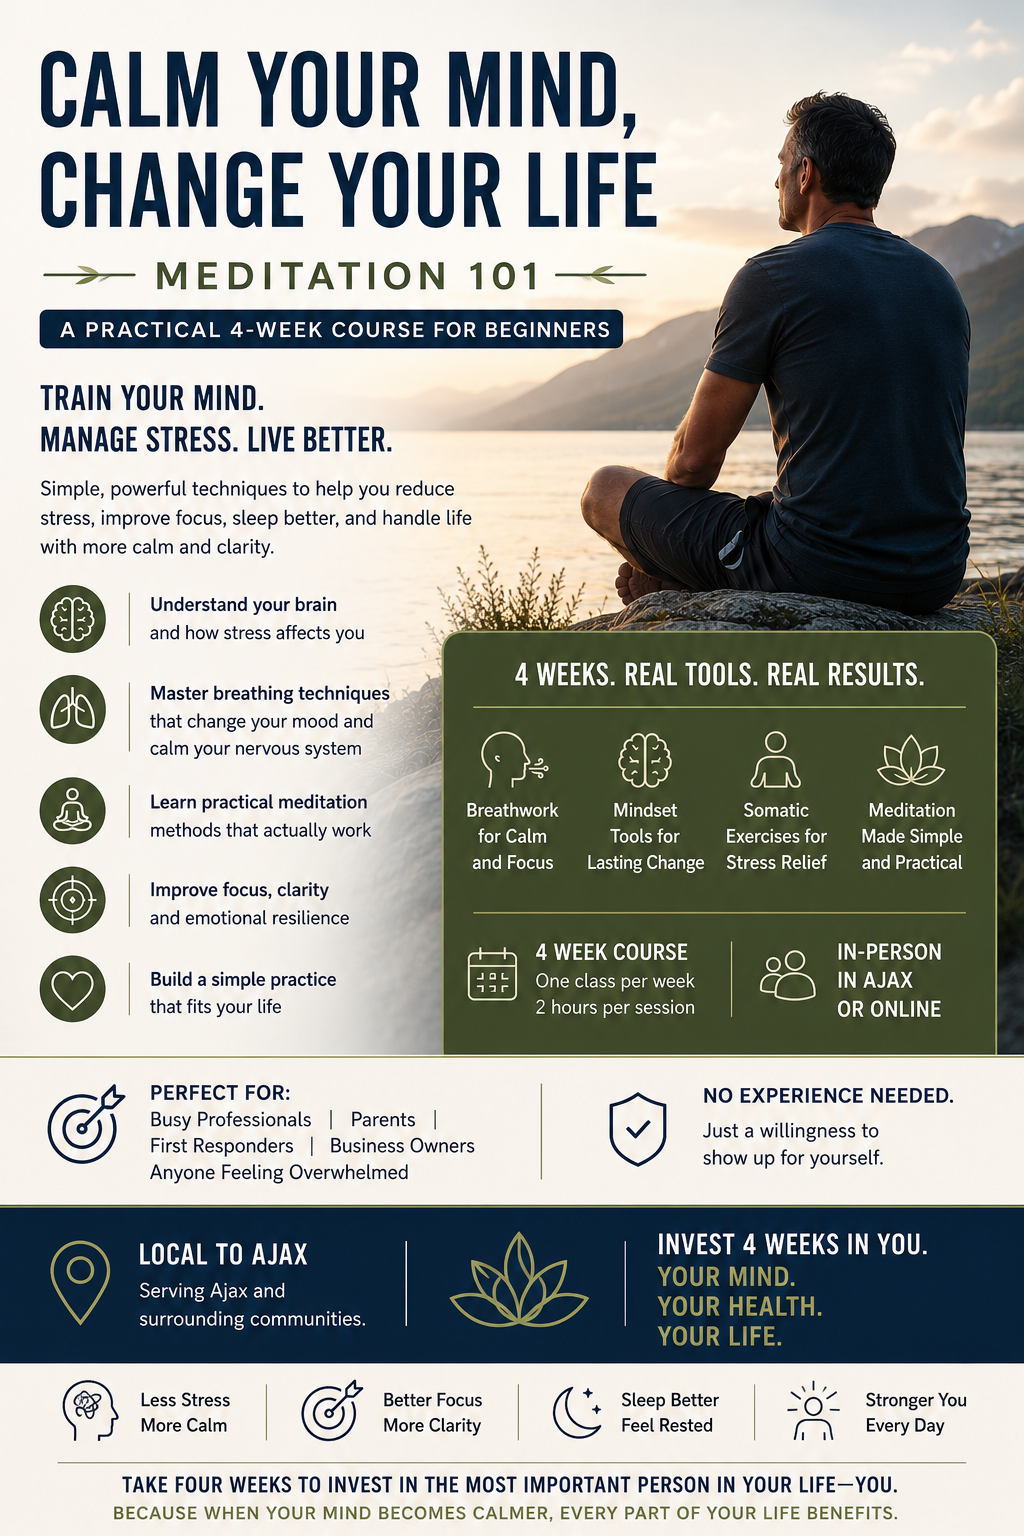 CALM YOUR MIND,
CHANGE YOUR LIFE
MEDITATION 101
A PRACTICAL 4-WEEK COURSE FOR BEGINNERS
TRAIN YOUR MIND.
MANAGE STRESS. LIVE BETTER.
Simple, powerful techniques to help you reduce
stress, improve focus, sleep better, and handle life
with more calm and clarity.
Understand your brain
and how stress affects you
Master breathing techniques
that change your mood and
calm your nervous system
Learn practical meditation
methods that actually work
Improve focus, clarity
and emotional resilience
Build a simple practice
that fits your life
4 WEEKS. REAL TOOLS. REAL RESULTS.
Breathwork
for Calm
and Focus
Mindset
Tools for
Lasting Change
Somatic
Exercises for
Stress Relief
Meditation
Made Simple
and Practical
4 WEEK COURSE
One class per week
2 hours per session
IN-PERSON
IN AJAX
OR ONLINE
PERFECT FOR:
Busy Professionals | Parents |
First Responders | Business Owners
Anyone Feeling Overwhelmed
NO EXPERIENCE NEEDED.
Just a willingness to
show up for yourself.
LOCAL TO AJAX
Serving Ajax and
surrounding communities.
INVEST 4 WEEKS IN YOU.
YOUR MIND.
YOUR HEALTH.
YOUR LIFE.
Less Stress
More Calm
Better Focus
More Clarity
Sleep Better
Feel Rested
Stronger You
Every Day
TAKE FOUR WEEKS TO INVEST IN THE MOST IMPORTANT PERSON IN YOUR LIFE—YOU.
BECAUSE WHEN YOUR MIND BECOMES CALMER, EVERY PART OF YOUR LIFE BENEFITS.